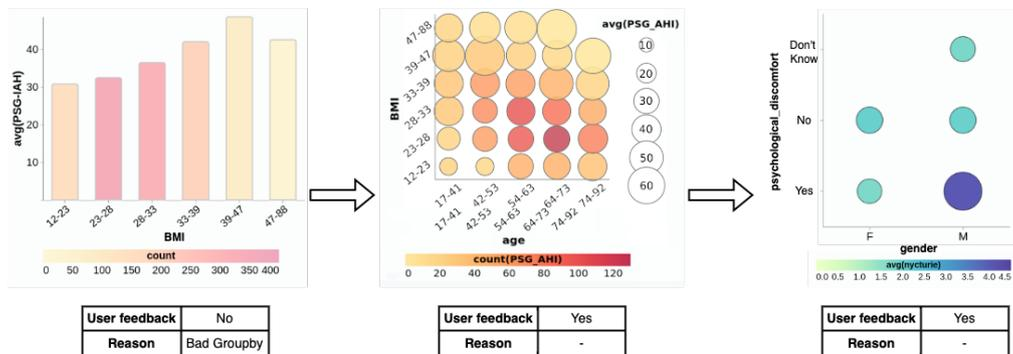 avg(PSG-IAH)
40
30
20
10
12-23
23-28
28-33
33-39
39-47
47-88
BMI
count
0 50 100 150 200 250 300 350 400
User feedback No
Reason Bad Groupby
BMI
47-88
39-47
33-39
28-33
23-28
12-23
17-41 42-53 54-63 64-73 74-92
17-41 42-53 54-63 64-73 74-92
age
avg(PSG_AHI)
10
20
30
40
50
60
count(PSG_AHI)
0 20 40 60 80 100 120
User feedback Yes
Reason -
psychological_discomfort
Don't
Know
No
Yes
F M
gender
avg(nycturie)
0.0 0.5 1.0 1.5 2.0 2.5 3.0 3.5 4.0 4.5
User feedback Yes
Reason -